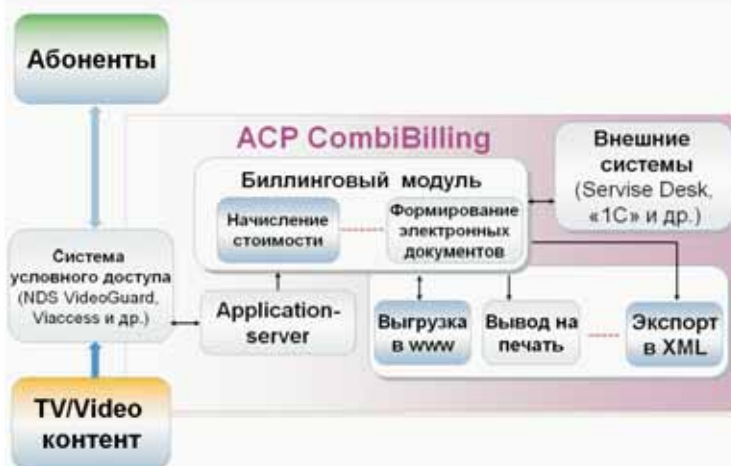 Абоненты
АСР CombiBilling
Биллинговый модуль
Начисление
стоимости
Формирование
электронных
документов
Внешние
системы
(Servise Desk,
«1С» и др.)
Система
условного доступа
(NDS VideoGuard,
Viaccess и др.)
Application-
server
Выгрузка
в www
Вывод на
печать
Экспорт
в XML
TV/Video
контент